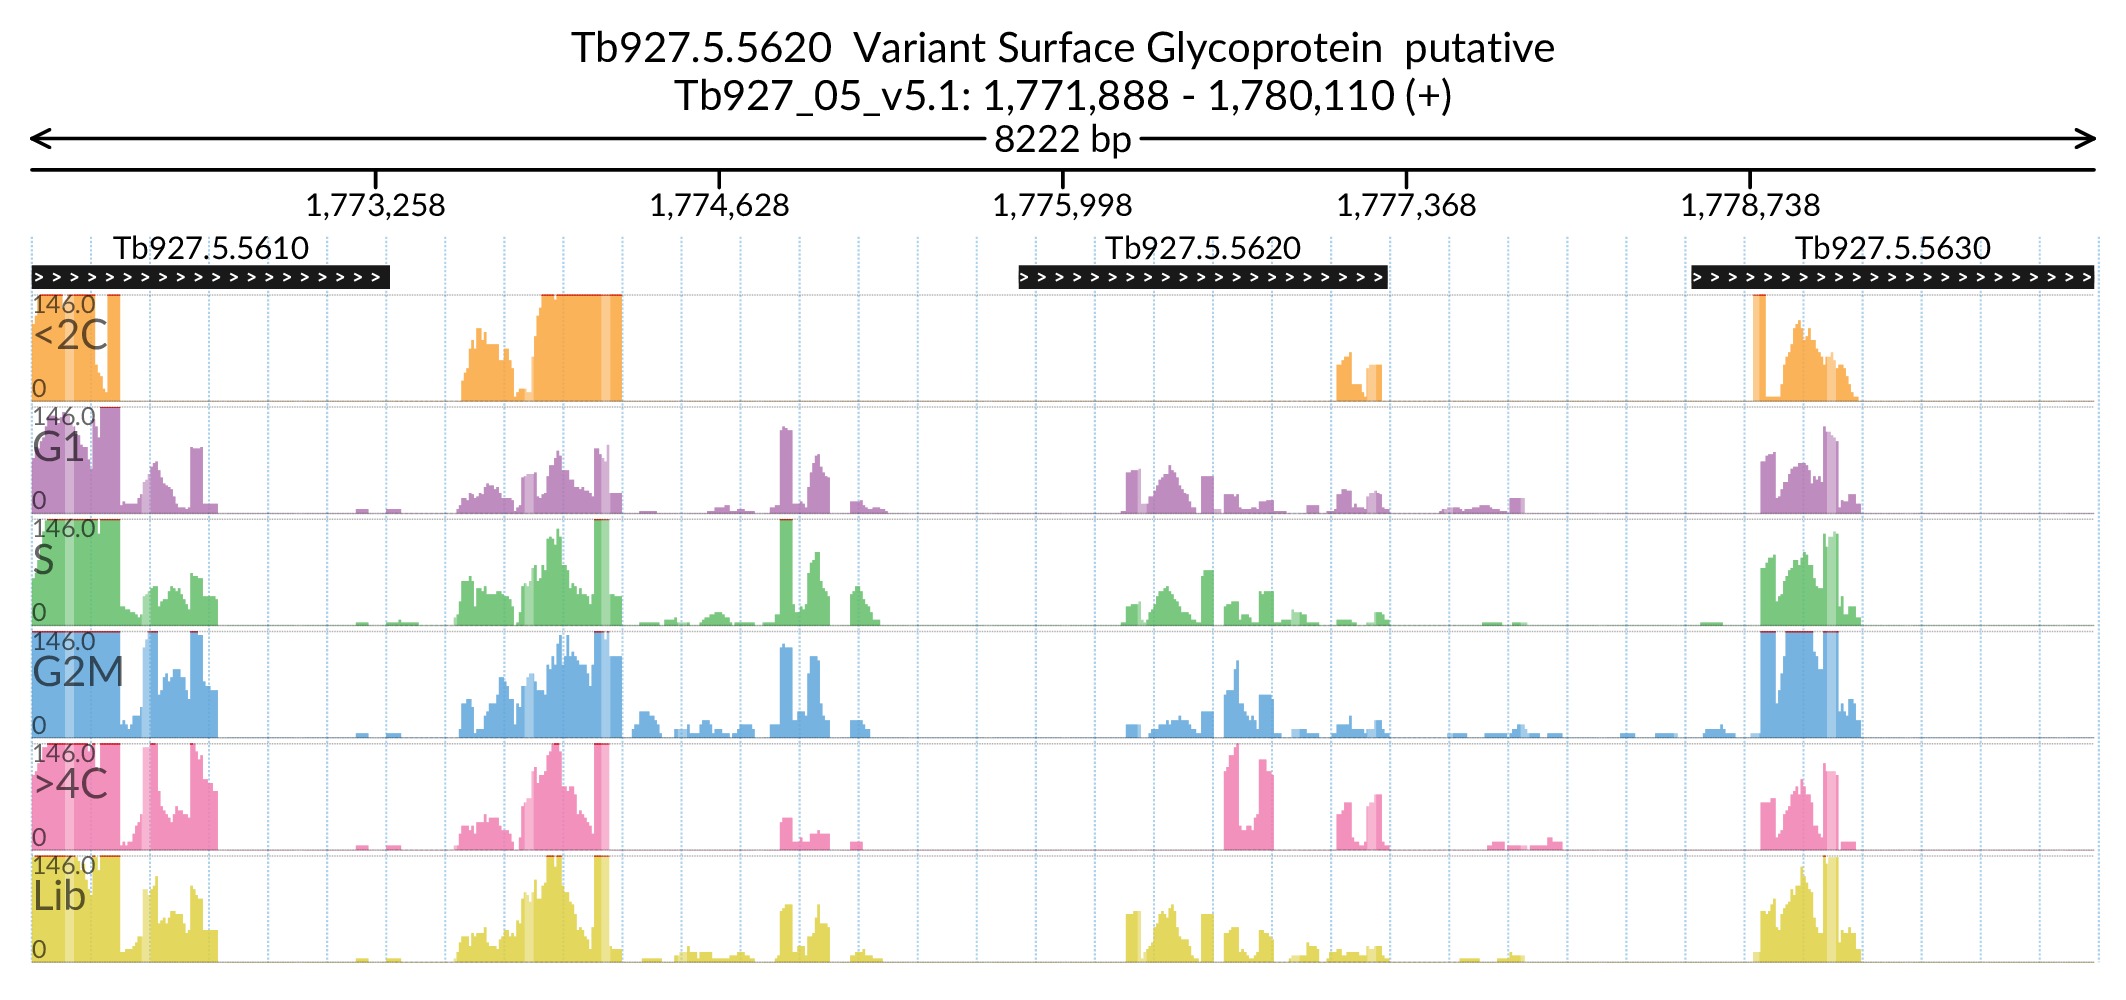 Tb927.5.5620 Variant Surface Glycoprotein putative
Tb927_05_v5.1: 1,771,888 - 1,780,110 (+)
8222 bp
1,773,258 1,774,628 1,775,998 1,777,368 1,778,738
Tb927.5.5610 Tb927.5.5620 Tb927.5.5630
146.0
<2C
0
146.0
G1
0
146.0
S
0
146.0
G2M
0
146.0
>4C
0
146.0
Lib
0